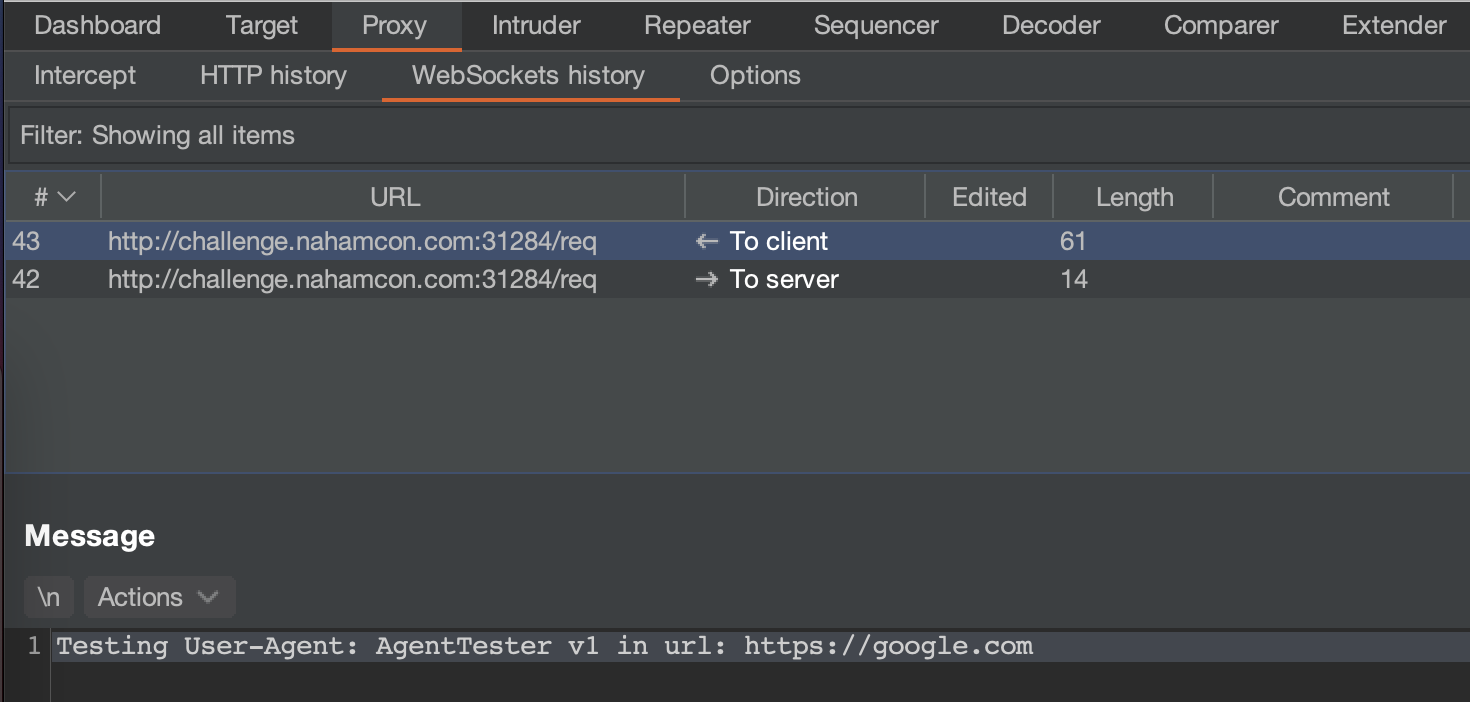 Dashboard Target Proxy Intruder Repeater Sequencer Decoder Comparer Extender
Intercept HTTP history WebSockets history Options
Filter: Showing all items
# URL Direction Edited Length Comment
43 http://challenge.nahamcon.com:31284/req ← To client 61
42 http://challenge.nahamcon.com:31284/req → To server 14
Message
\n Actions
1 Testing User-Agent: AgentTester v1 in url: https://google.com